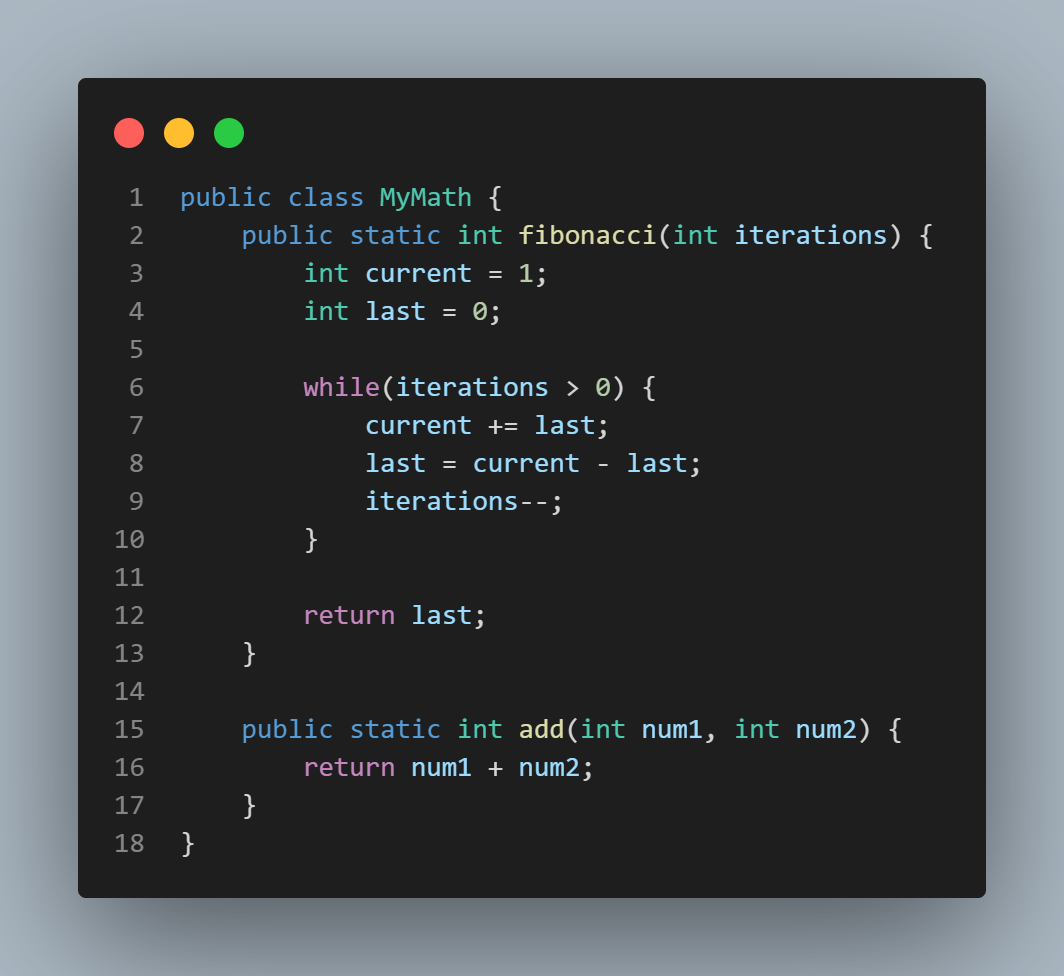 1 public class MyMath {
2     public static int fibonacci(int iterations) {
3         int current = 1;
4         int last = 0;
5
6         while(iterations > 0) {
7             current += last;
8             last = current - last;
9             iterations--;
10         }
11
12         return last;
13     }
14
15     public static int add(int num1, int num2) {
16         return num1 + num2;
17     }
18 }